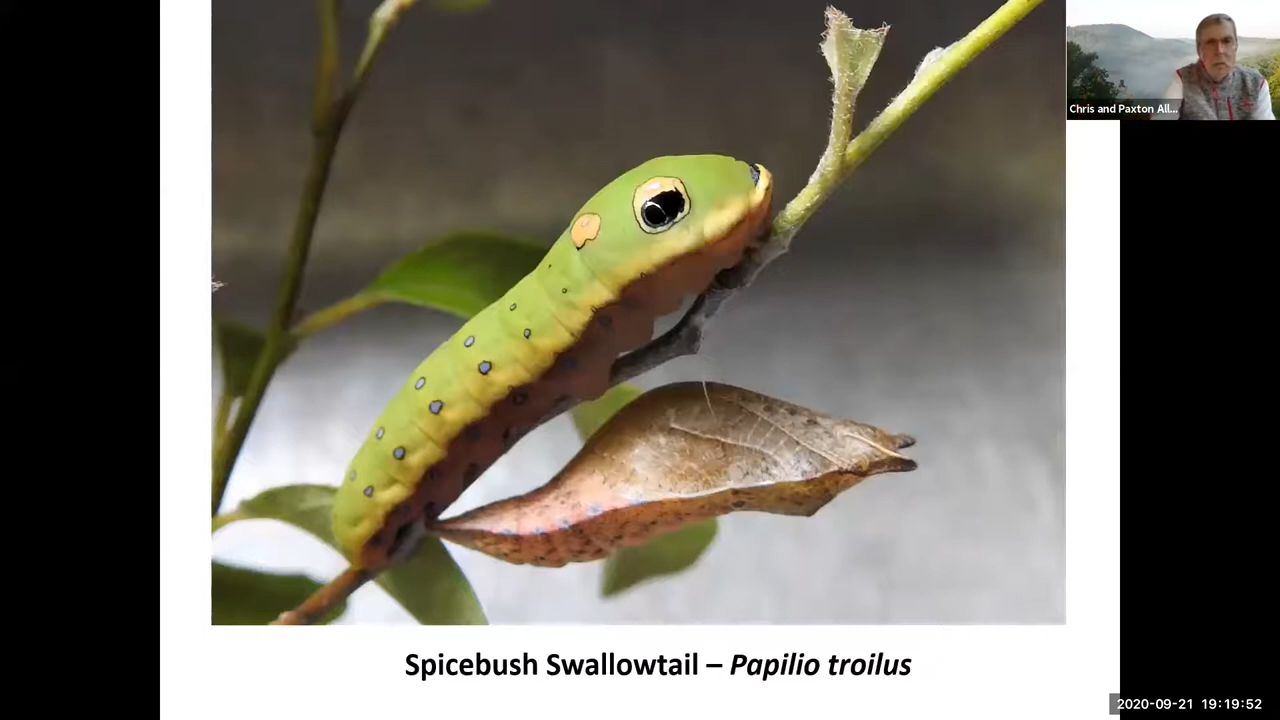 Chris and Paxton All...
Spicebush Swallowtail – Papilio troilus
2020-09-21 19:19:52